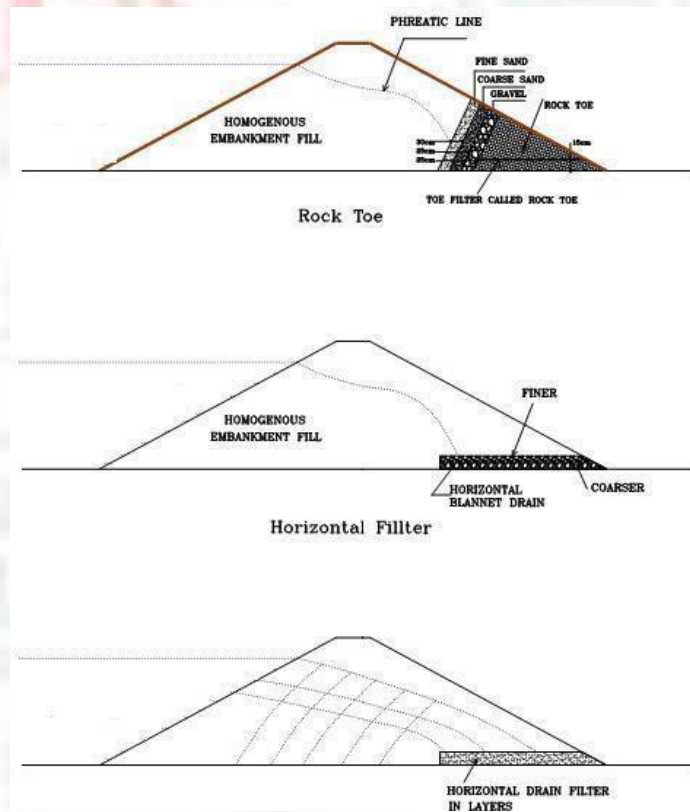 PHREATIC LINE
FINE SAND
COARSE SAND
GRAVEL
ROCK TOE
HOMOGENOUS
EMBANKMENT FILL
15cm
TOE FILTER CALLED ROCK TOE
Rock Toe
FINER
HOMOGENOUS
EMBANKMENT FILL
COARSER
HORIZONTAL
BLANNET DRAIN
Horizontal Fillter
HORIZONTAL DRAIN FILTER
IN LAYERS